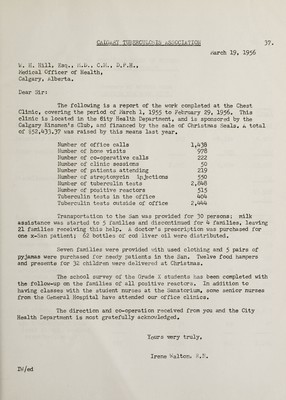 CALGARY TUBERCULOSIS ASSOCIATION 37.
March 19, 1956
W. H. Hill, Esq., M.D., C.M., D.P.H.,
Medical Officer of Health,
Calgary, Alberta.
Dear Sir:
The following is a report of the work completed at the Chest
Clinic, covering the period of March 1, 1955 to February 29, 1956. This
clinic is located in the City Health Department, and is sponsored by the
Calgary Kinsmen's Club, and financed by the sale of Christmas Seals. A total
of $52,431.37 was raised by this means last year.
Number of office calls 1,438
Number of home visits 978
Number of co-operative calls 222
Number of clinic sessions 50
Number of patients attending 219
Number of streptomycin injections 550
Number of tuberculin tests 2,848
Number of positive reactors 515
Tuberculin tests in the office 404
Tuberculin tests outside of office 2,444
Transportation to the San was provided for 30 persons; milk
assistance was started to 5 families and discontinued for 4 families, leaving
21 families receiving this help. A doctor's prescription was purchased for
one x-San patient; 62 bottles of cod liver oil were distributed.
Seven families were provided with used clothing and 5 pairs of
pyjamas were purchased for needy patients in the San. Twelve food hampers
and presents for 32 children were delivered at Christmas.
The school survey of the Grade X students has been completed with
the follow-up on the families of all positive reactors. In addition to
having classes with the student nurses at the Sanatorium, some senior nurses
from the General Hospital have attended our office clinics.
The direction and co-operation received from you and the City
Health Department is most gratefully acknowledged.
Yours very truly,
Irene Walton, R.N.
IW/ed